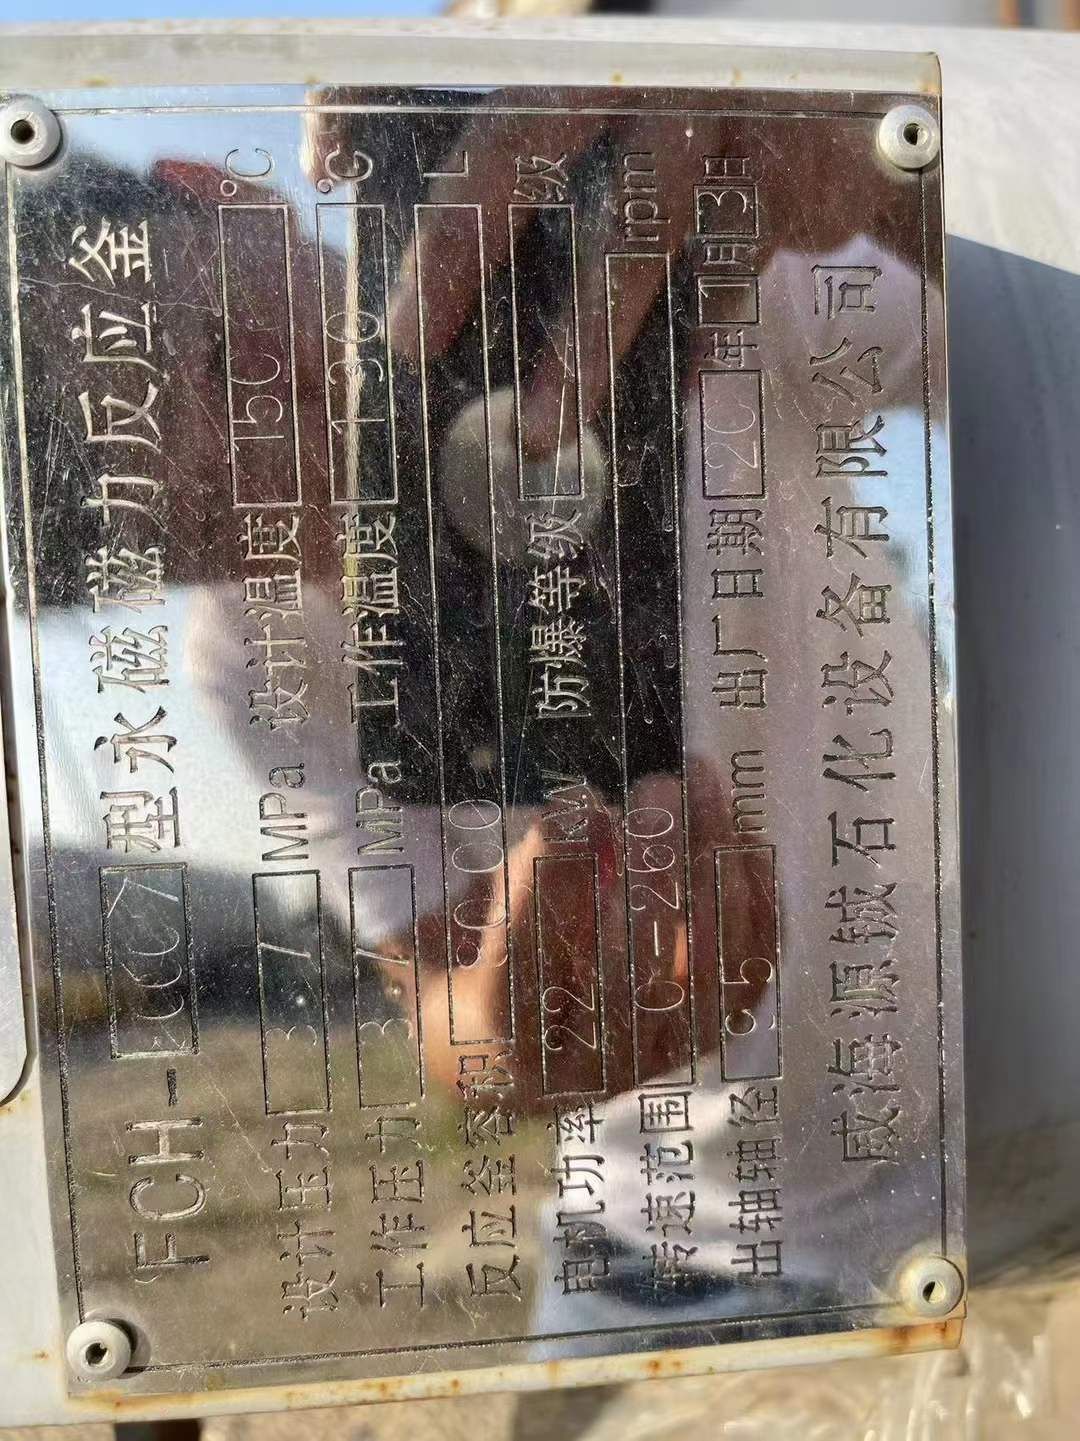 FCH- 型永磁磁力反应釜
设计压力 3.7 MPa 设计温度 150 ℃
工作压力 3.7 MPa 工作温度 130 ℃
反应釜容积 8000 L
电机功率 22 KW 防爆等级 级
转速范围 0-260 rpm
出轴轴径 95 mm 出厂日期 20 年 1 月 3 日
威海源铖石化设备有限公司